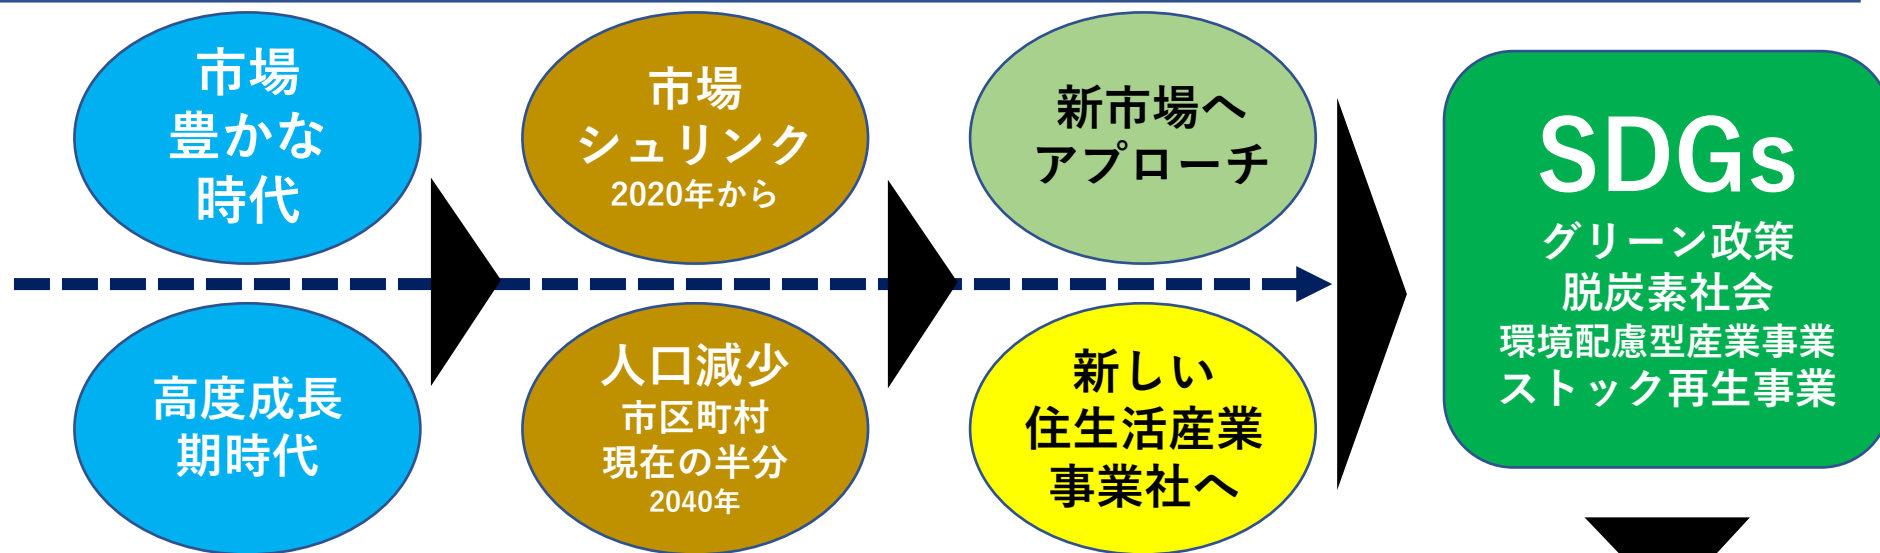 市場
豊かな
時代
高度成長
期時代
市場
シュリンク
2020年から
人口減少
市区町村
現在の半分
2040年
新市場へ
アプローチ
新しい
住生活産業
事業社へ
SDGs
グリーン政策
脱炭素社会
環境配慮型産業事業
ストック再生事業